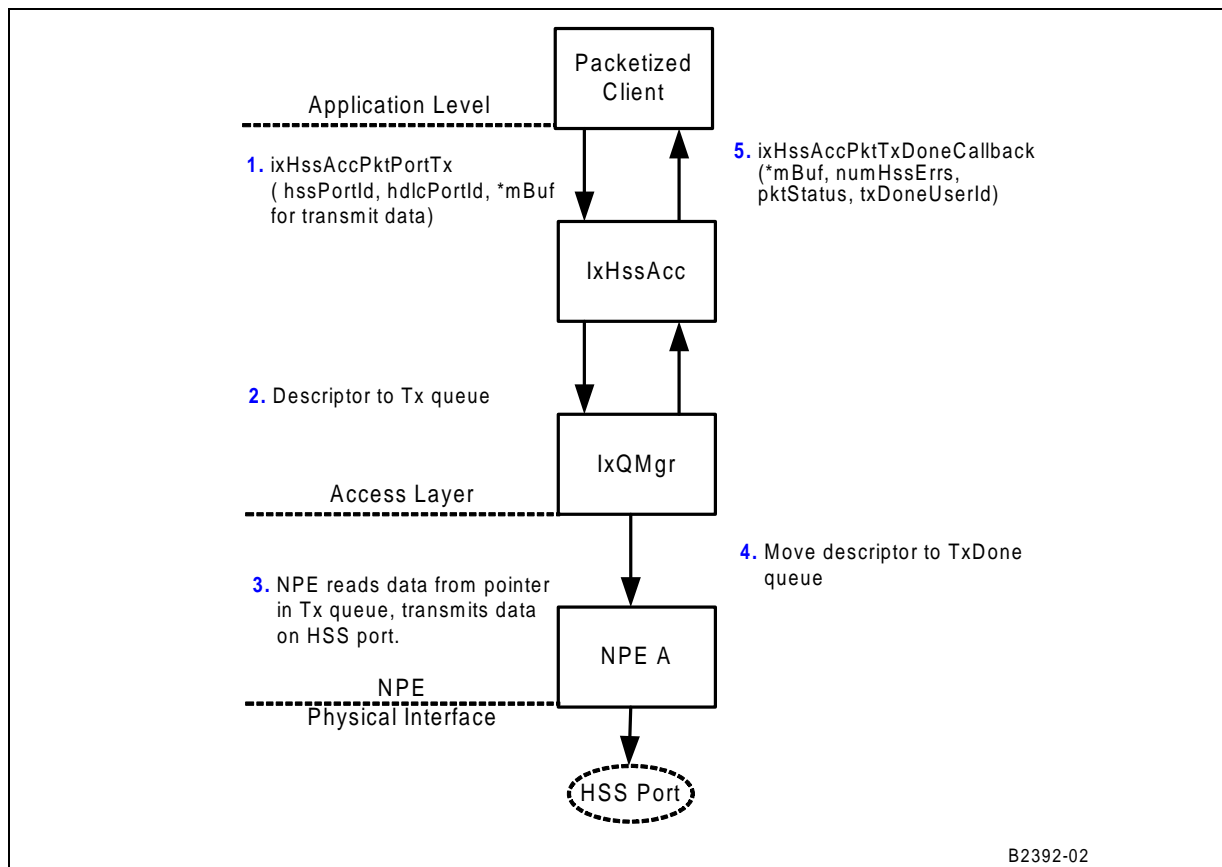 Packetized
Client
Application Level
1. ixHssAccPktPortTx
( hssPortId, hdlcPortId, *mBuf
for transmit data)
5. ixHssAccPktTxDoneCallback
(*mBuf, numHssErrs,
pktStatus, txDoneUserId)
IxHssAcc
2. Descriptor to Tx queue
IxQMgr
Access Layer
4. Move descriptor to TxDone
queue
3. NPE reads data from pointer
in Tx queue, transmits data
on HSS port.
NPE A
NPE
Physical Interface
HSS Port
B2392-02